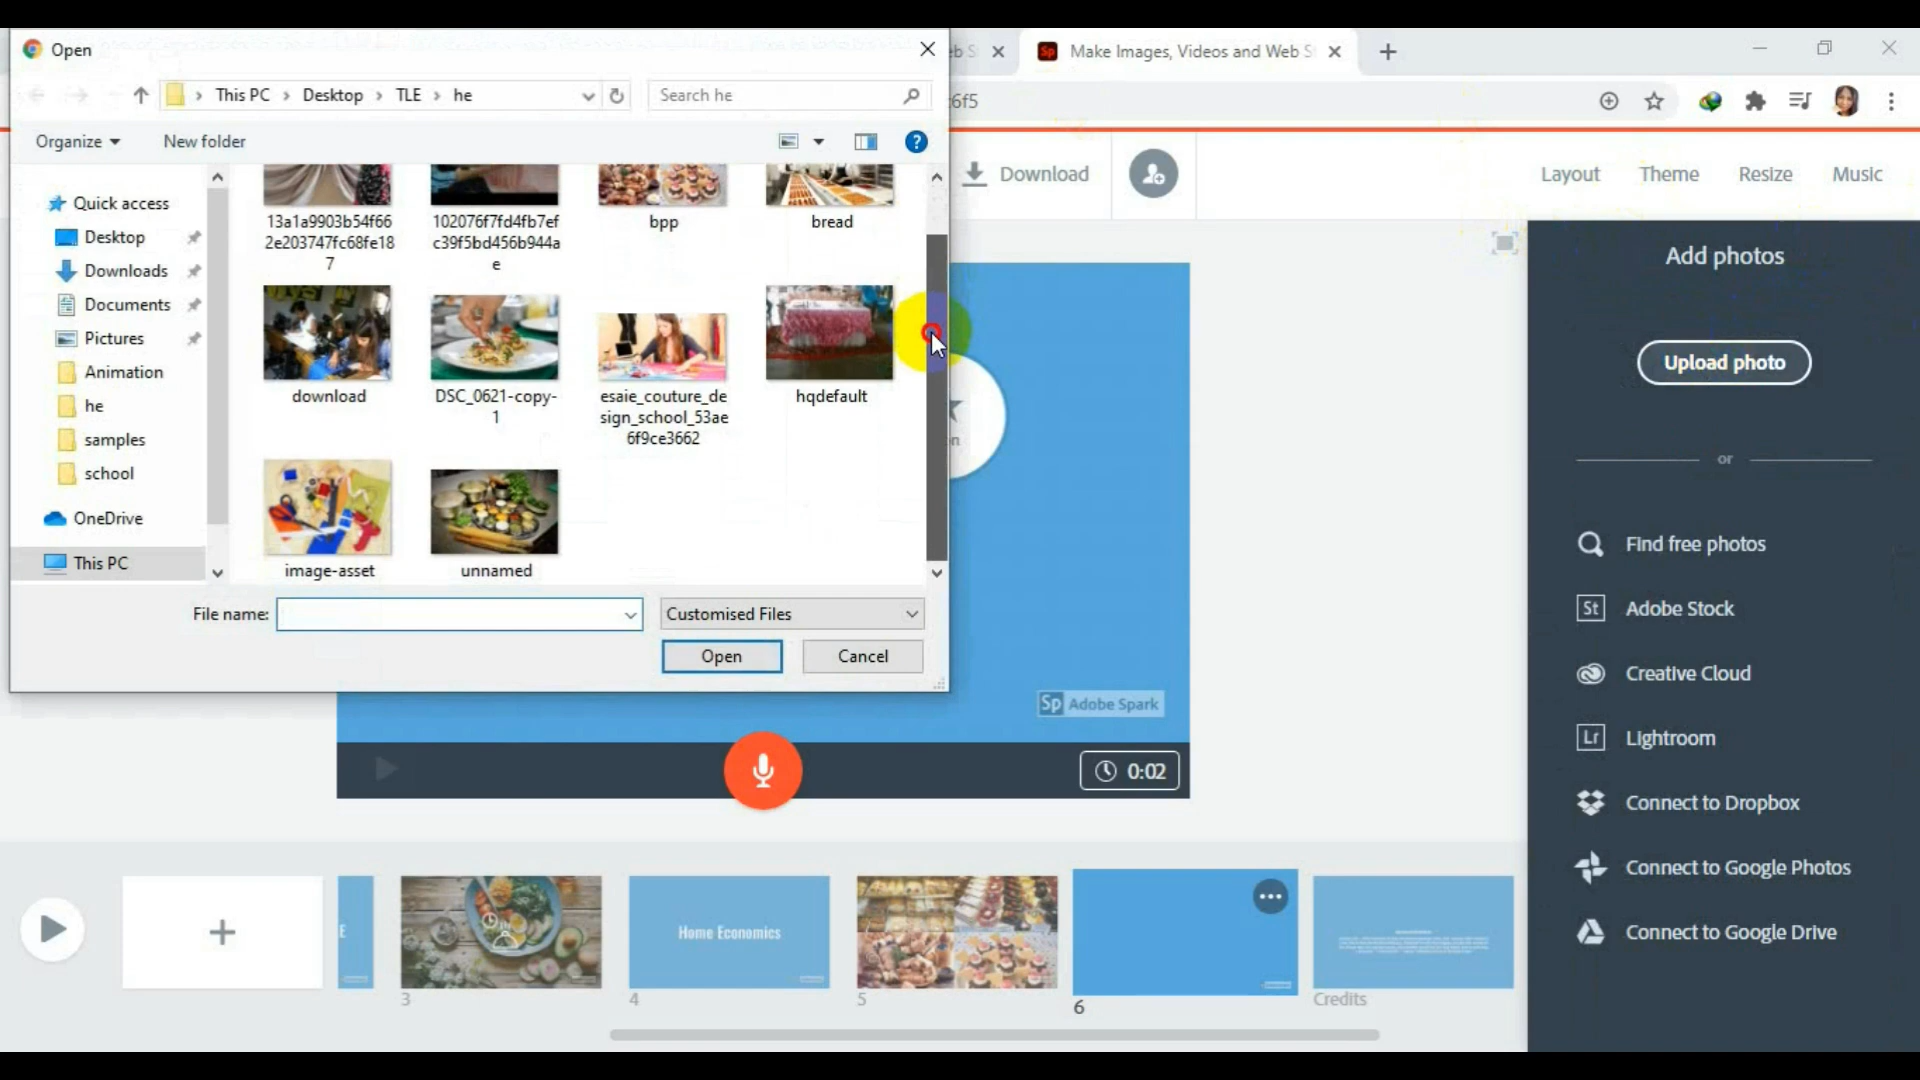 Open
eb S
Make Images, Videos and Web S
This PC > Desktop > TLE > he
Search he
6f5
Organize
New folder
Download
Layout
Theme
Resize
Music
Quick access
Desktop
Downloads
Documents
Pictures
Animation
he
samples
school
OneDrive
This PC
13a1a9903b54f66
2e203747fc68fe18
7
102076f7fd4fb7ef
c39f5bd456b944a
e
bpp
bread
download
DSC_0621-copy-
1
esaie_couture_de
sign_school_53ae
6f9ce3662
hqdefault
image-asset
unnamed
File name:
Customised Files
Open
Cancel
Add photos
Upload photo
or
Find free photos
St Adobe Stock
Creative Cloud
Lr Lightroom
Connect to Dropbox
Connect to Google Photos
Connect to Google Drive
n
Sp Adobe Spark
0:02
E
Home Economics
3
4
5
6
Credits